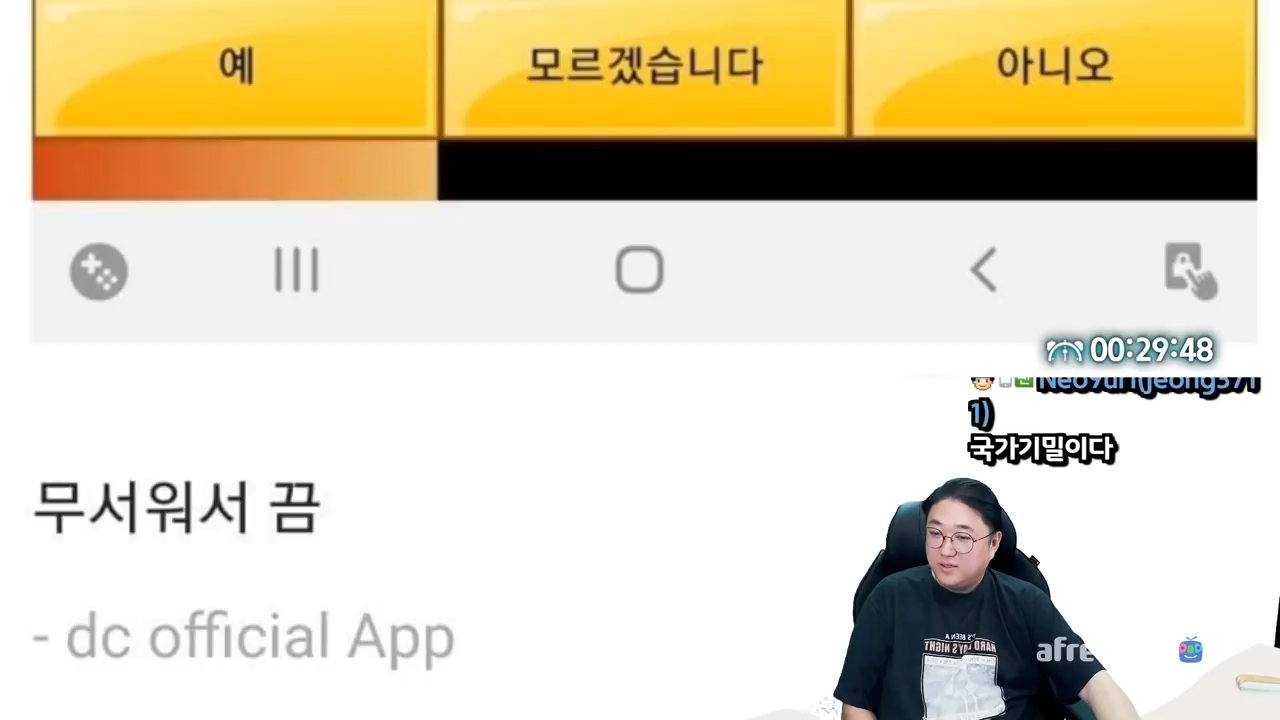 예 모르겠습니다 아니오
00:29:48
1)
국가기밀이다
무서워서 끔
- dc official App
afre